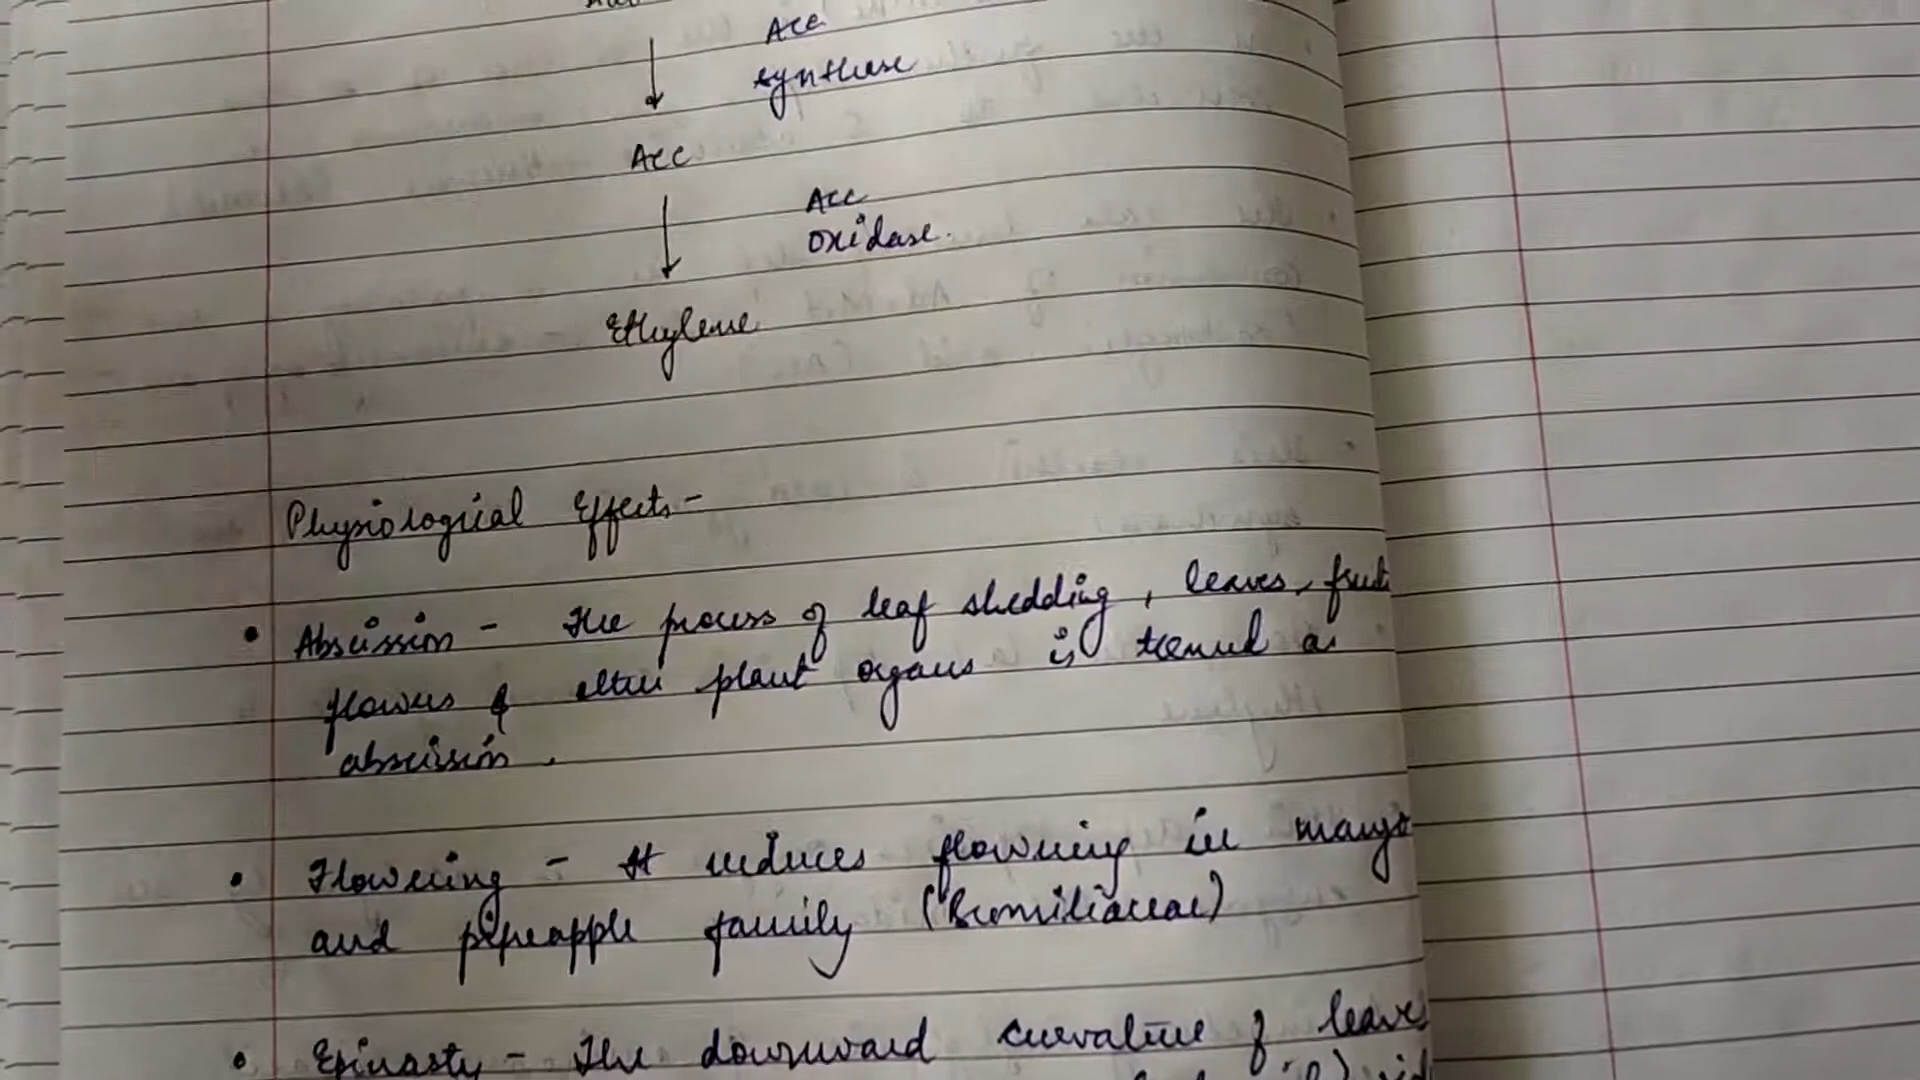 Acc
synthase
Acc
Acc
oxidase.
Ethylene
Physiological Effects -
• Abscission - The process of leaf shedding, leaves, fruit
flowers & other plant organs is termed as
abscission.
• Flowering - It reduces flowering in mango
and pipeapple family (Bromiliaceae)
• Epinasty - The downward curvature of leaves